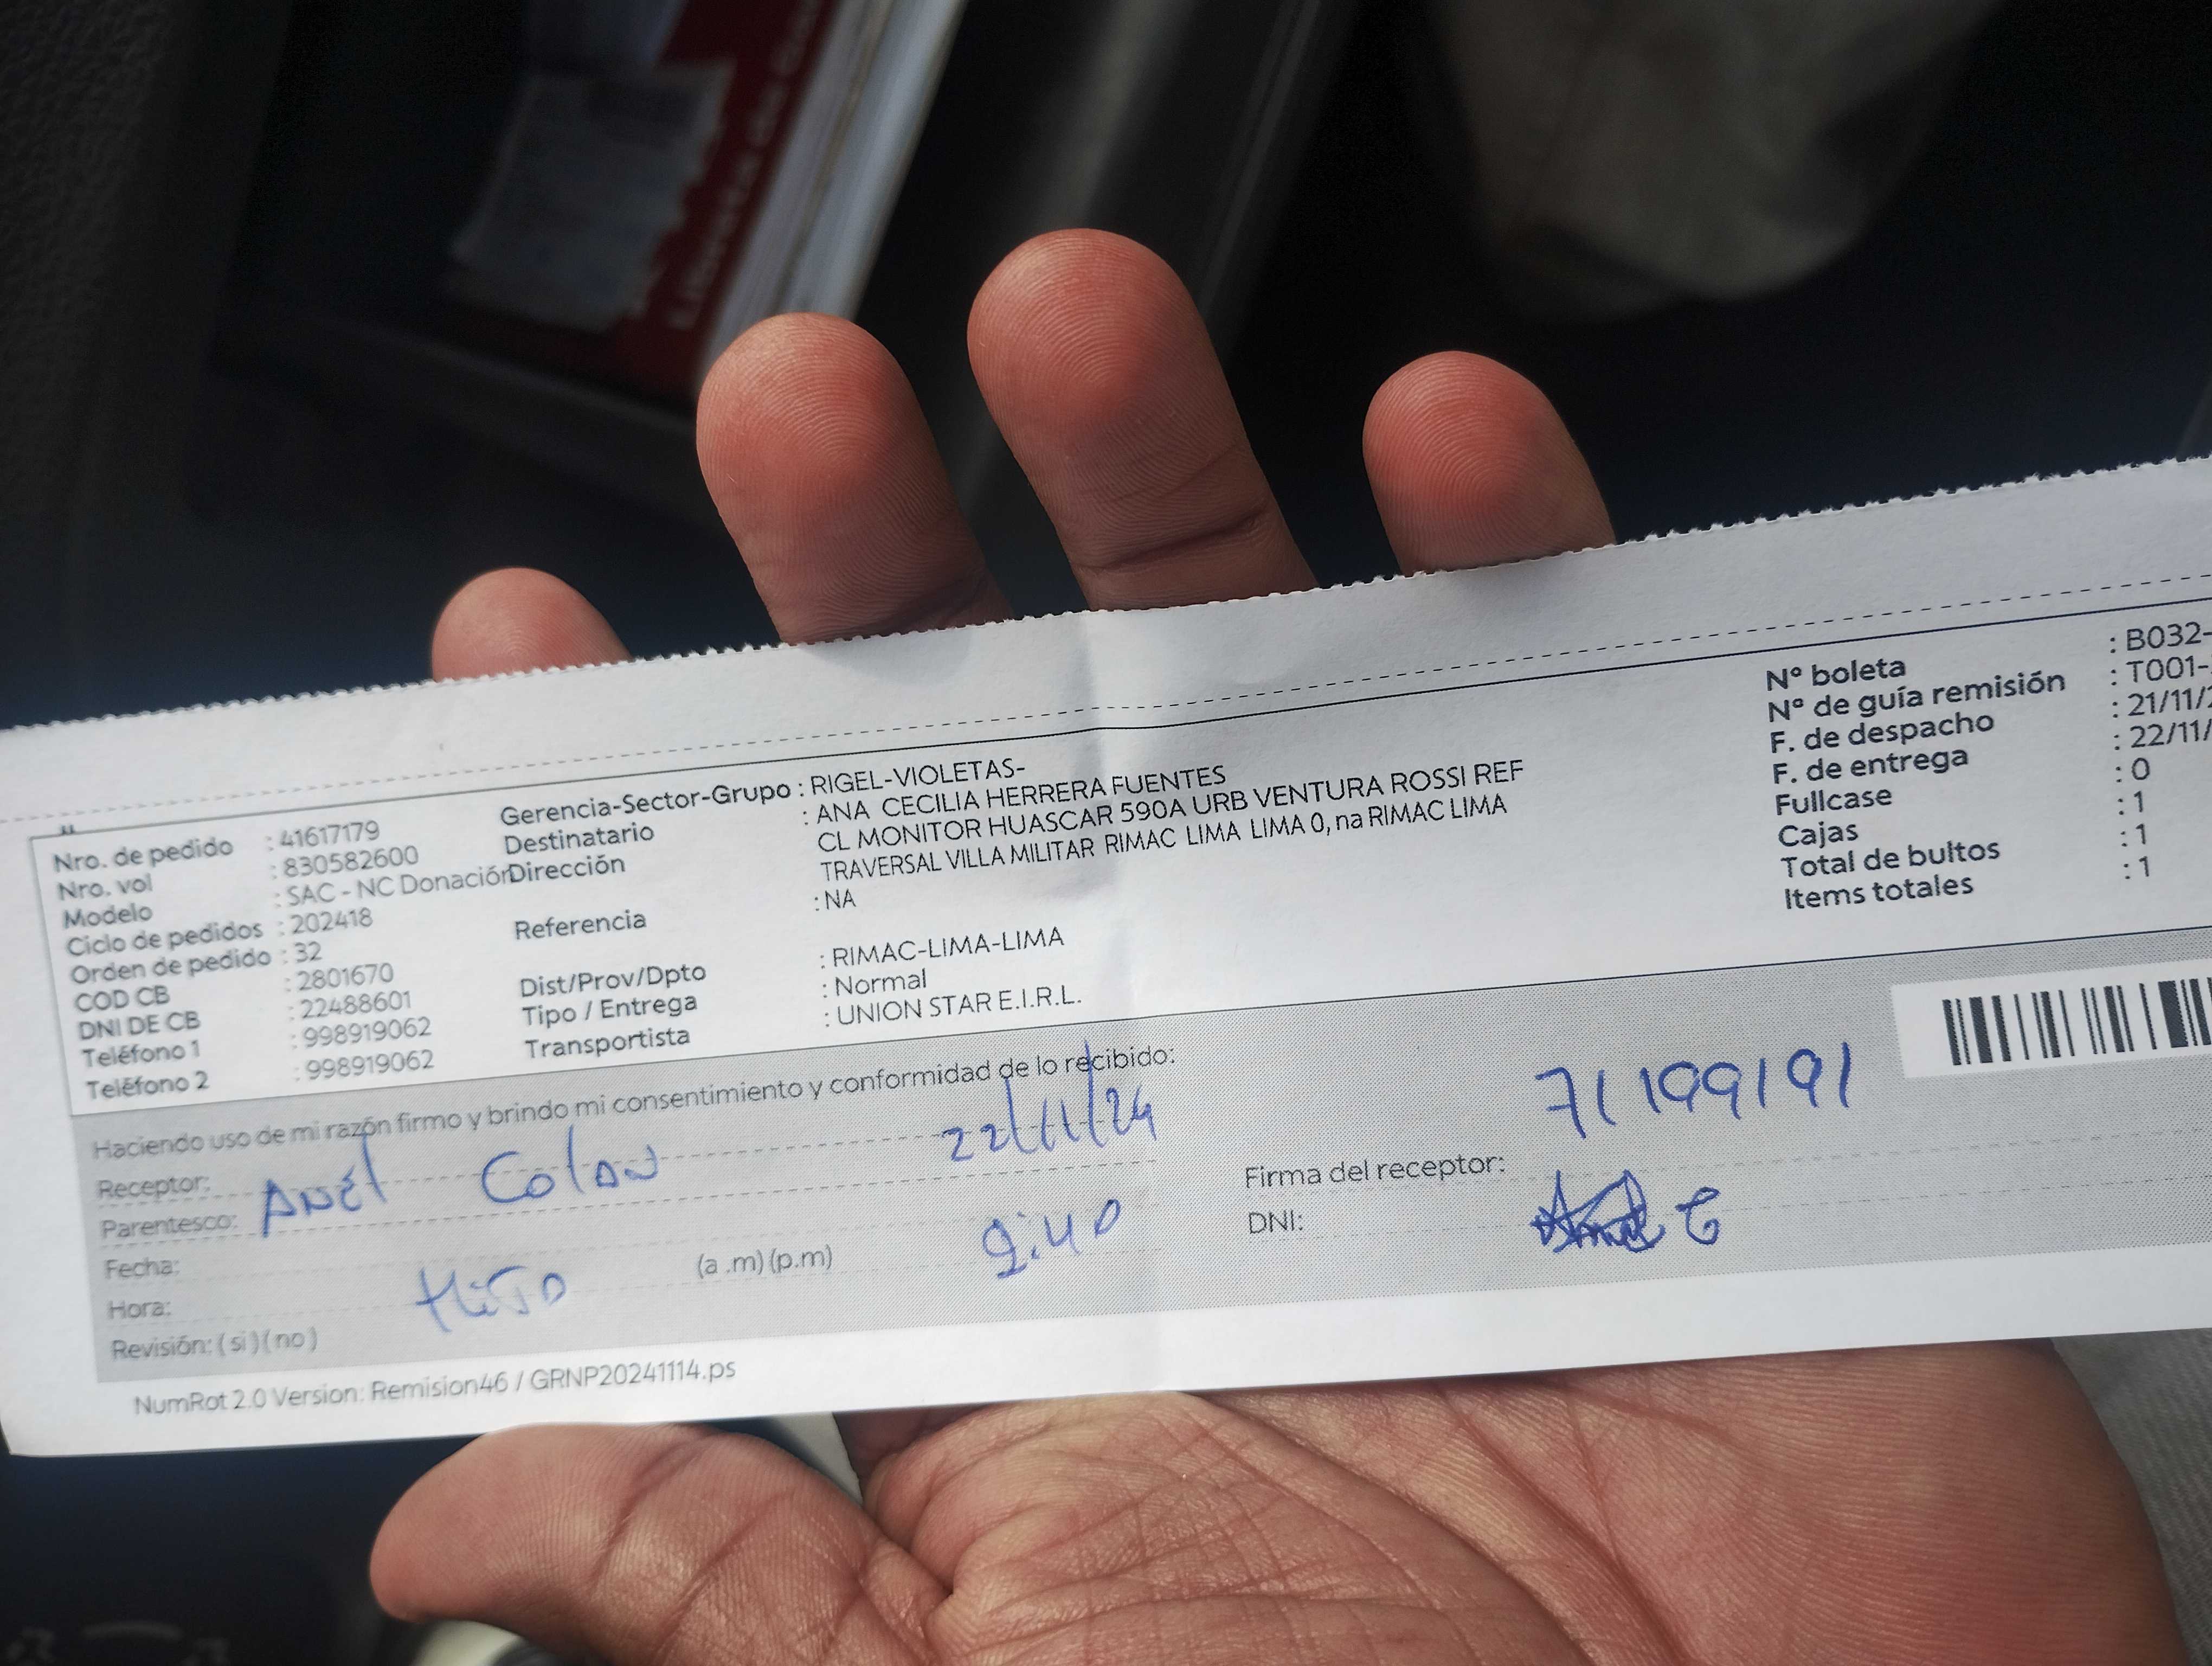 Libreta de
Nro. de pedido : 41617179
Nro. vol : 830582600
Modelo : SAC - NC Donación
Ciclo de pedidos : 202418
Orden de pedido : 32
COD CB : 2801670
DNI DE CB : 22488601
Teléfono 1 : 998919062
Teléfono 2 : 998919062
Gerencia-Sector-Grupo : RIGEL-VIOLETAS-
Destinatario : ANA CECILIA HERRERA FUENTES
Dirección CL MONITOR HUASCAR 590A URB VENTURA ROSSI REF
TRAVERSAL VILLA MILITAR RIMAC LIMA LIMA 0, na RIMAC LIMA
Referencia : NA
Dist/Prov/Dpto : RIMAC-LIMA-LIMA
Tipo / Entrega : Normal
Transportista : UNION STAR E.I.R.L.
N° boleta : B032-
N° de guía remisión : T001-
F. de despacho : 21/11/
F. de entrega : 22/11/
Fullcase : 0
Cajas : 1
Total de bultos : 1
Items totales : 1
Haciendo uso de mi razón firmo y brindo mi consentimiento y conformidad de lo recibido:
Receptor: Anel Colan 22/11/24
Parentesco:
Fecha:
Hora: (a .m) (p.m) 9:40
Revisión: ( si ) ( no )
Firma del receptor: 71199191
DNI:
NumRot 2.0 Version: Remision46 / GRNP20241114.ps